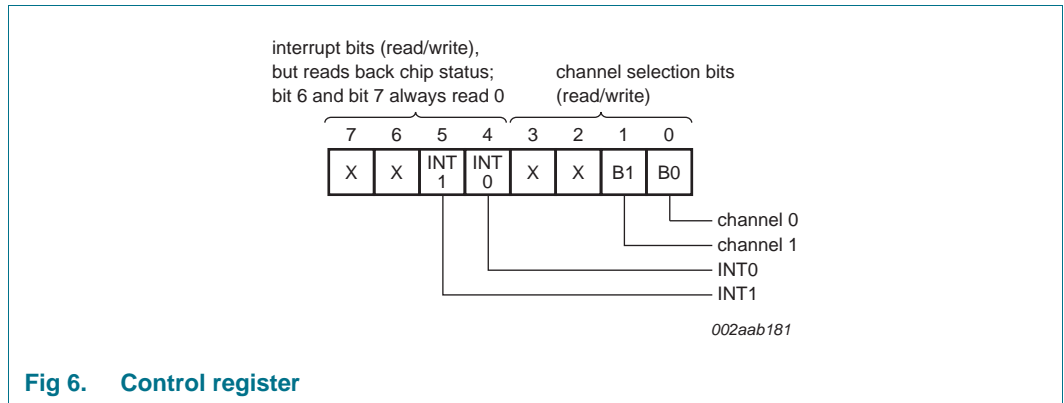 interrupt bits (read/write),
but reads back chip status;
bit 6 and bit 7 always read 0
channel selection bits
(read/write)
7 6 5 4 3 2 1 0
X X INT 1 INT 0 X X B1 B0
channel 0
channel 1
INT0
INT1
002aab181
Fig 6. Control register